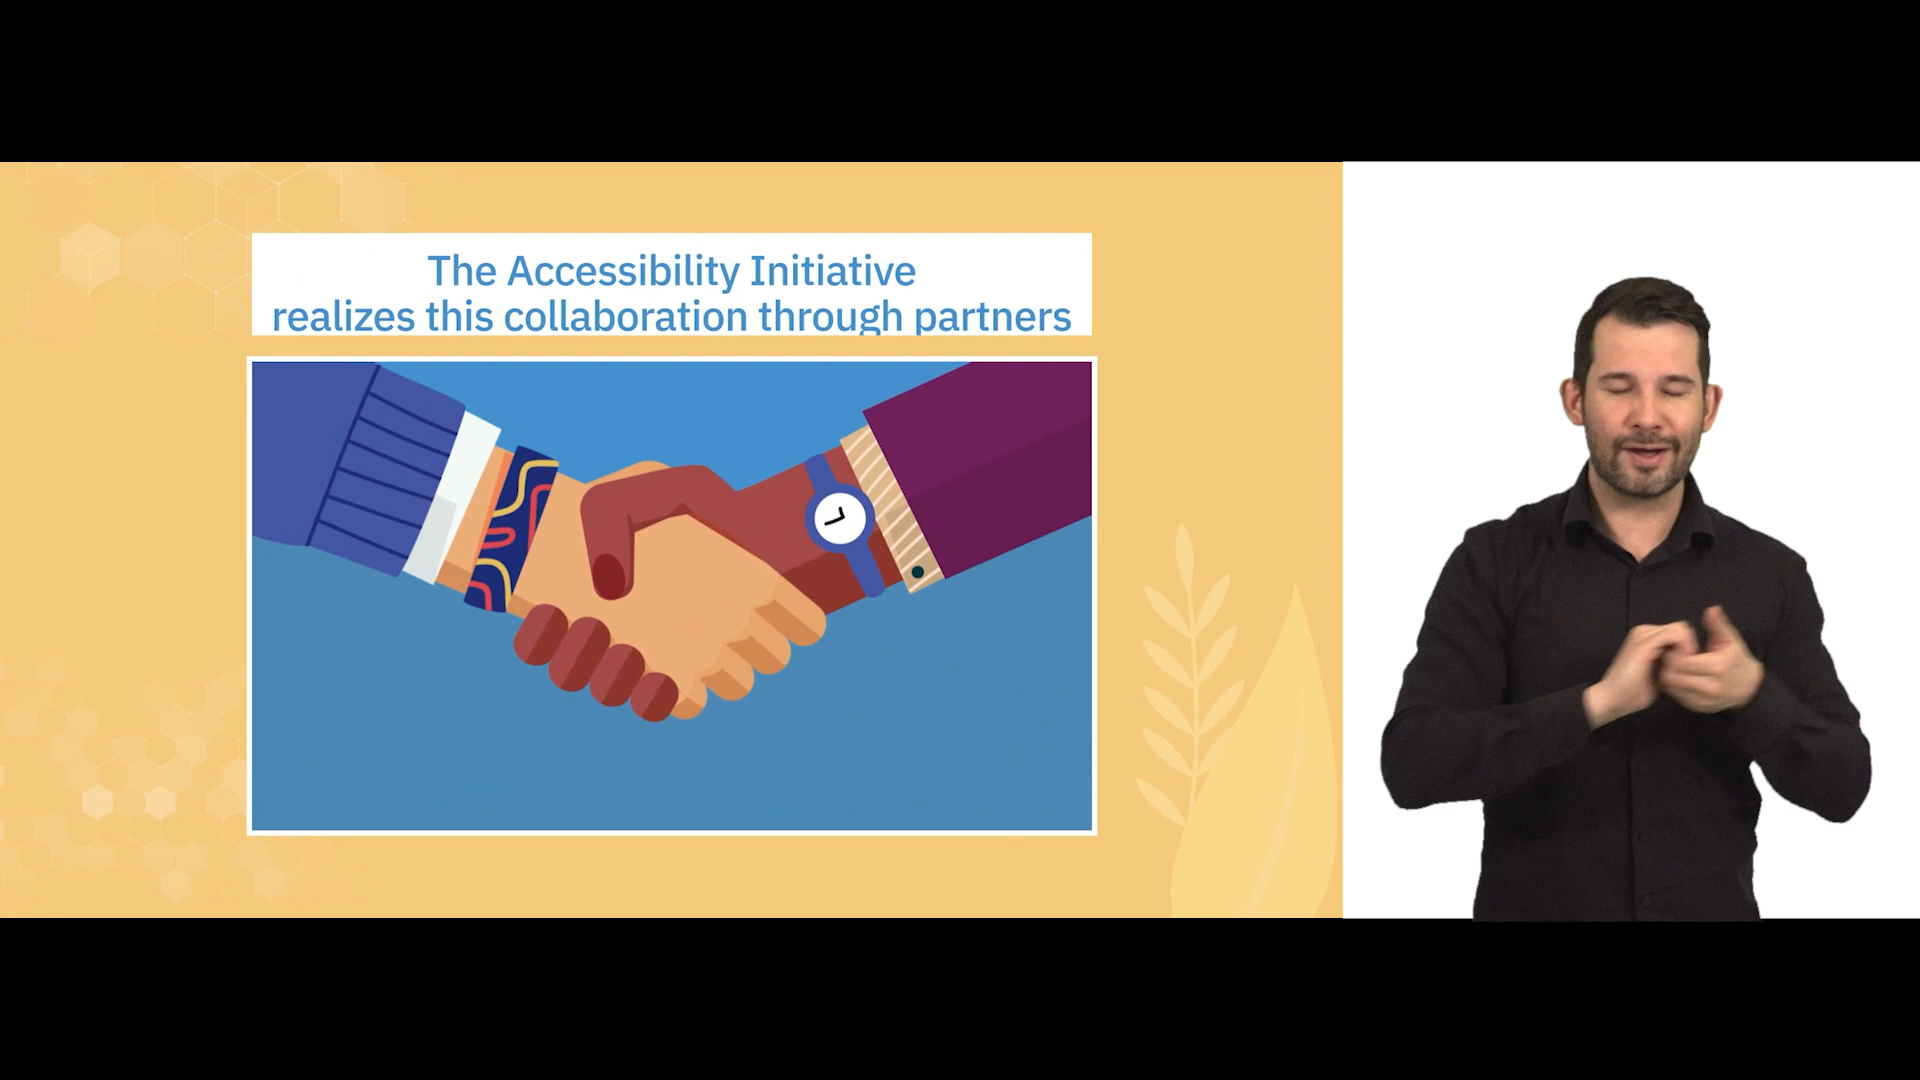 The Accessibility Initiative
realizes this collaboration through partners